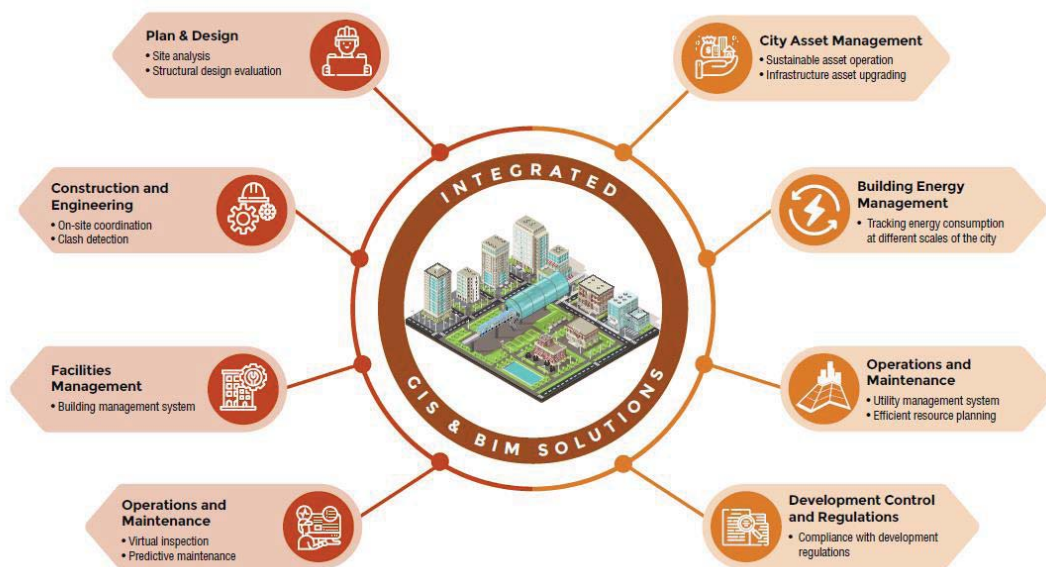 Plan & Design
• Site analysis
• Structural design evaluation
Construction and
Engineering
• On-site coordination
• Clash detection
Facilities
Management
• Building management system
Operations and
Maintenance
• Virtual inspection
• Predictive maintenance
INTEGRATED
GIS & BIM SOLUTIONS
City Asset Management
• Sustainable asset operation
• Infrastructure asset upgrading
Building Energy
Management
• Tracking energy consumption
at different scales of the city
Operations and
Maintenance
• Utility management system
• Efficient resource planning
Development Control
and Regulations
• Compliance with development
regulations